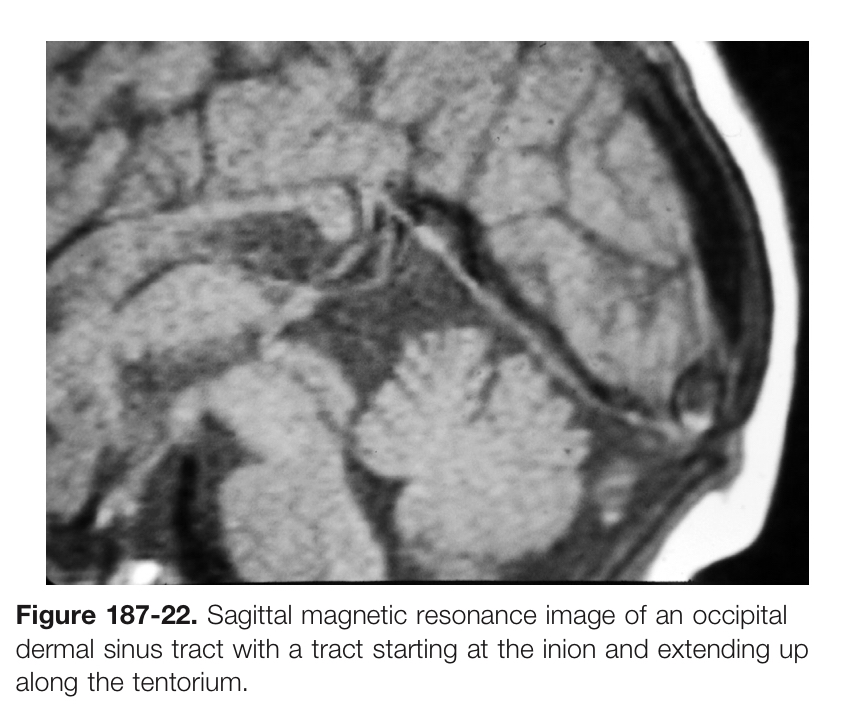 Figure 187-22. Sagittal magnetic resonance image of an occipital
dermal sinus tract with a tract starting at the inion and extending up
along the tentorium.